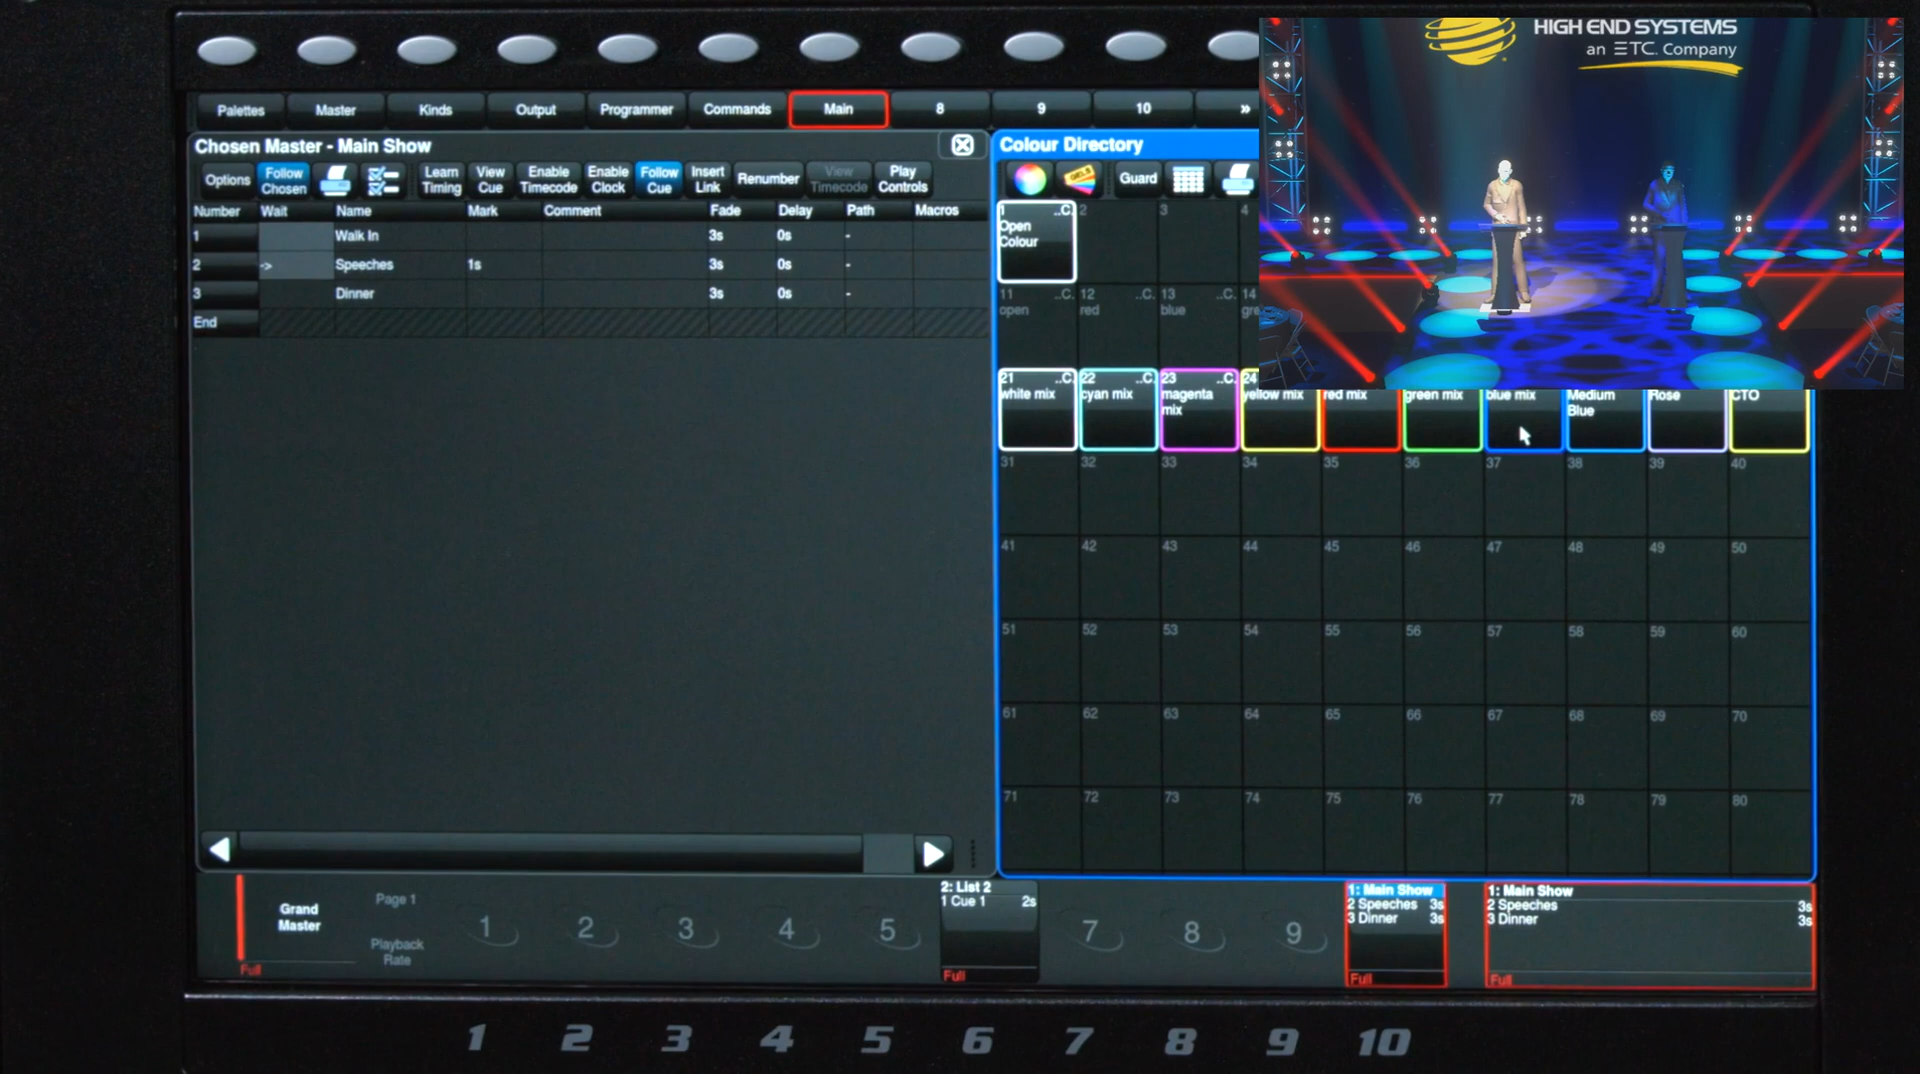 HIGH END SYSTEMS
an ETC. Company
Palettes Master Kinds Output Programmer Commands Main 8 9 10 »
Chosen Master - Main Show
Options Follow Chosen Learn Timing View Cue Enable Timecode Enable Clock Follow Cue Insert Link Renumber View Timecode Play Controls
Number Wait Name Mark Comment Fade Delay Path Macros
1 Walk In 3s 0s -
2 -> Speeches 1s 3s 0s -
3 Dinner 3s 0s -
End
Colour Directory
GELS Guard
1 ..C. 2 3 4
Open Colour
11 ..C. 12 ..C. 13 ..C. 14
open red blue gre
21 ..C. 22 ..C. 23 ..C. 24
white mix cyan mix magenta mix yellow mix red mix green mix blue mix Medium Blue Rose CTO
31 32 33 34 35 36 37 38 39 40
41 42 43 44 45 46 47 48 49 50
51 52 53 54 55 56 57 58 59 60
61 62 63 64 65 66 67 68 69 70
71 72 73 74 75 76 77 78 79 80
Grand Master
Full
Page 1
Playback Rate
1 2 3 4 5
2: List 2
1 Cue 1 2s
Full
7 8 9
1: Main Show
2 Speeches 3s
3 Dinner 3s
Full
1: Main Show
2 Speeches 3s
3 Dinner 3s
Full
1 2 3 4 5 6 7 8 9 10